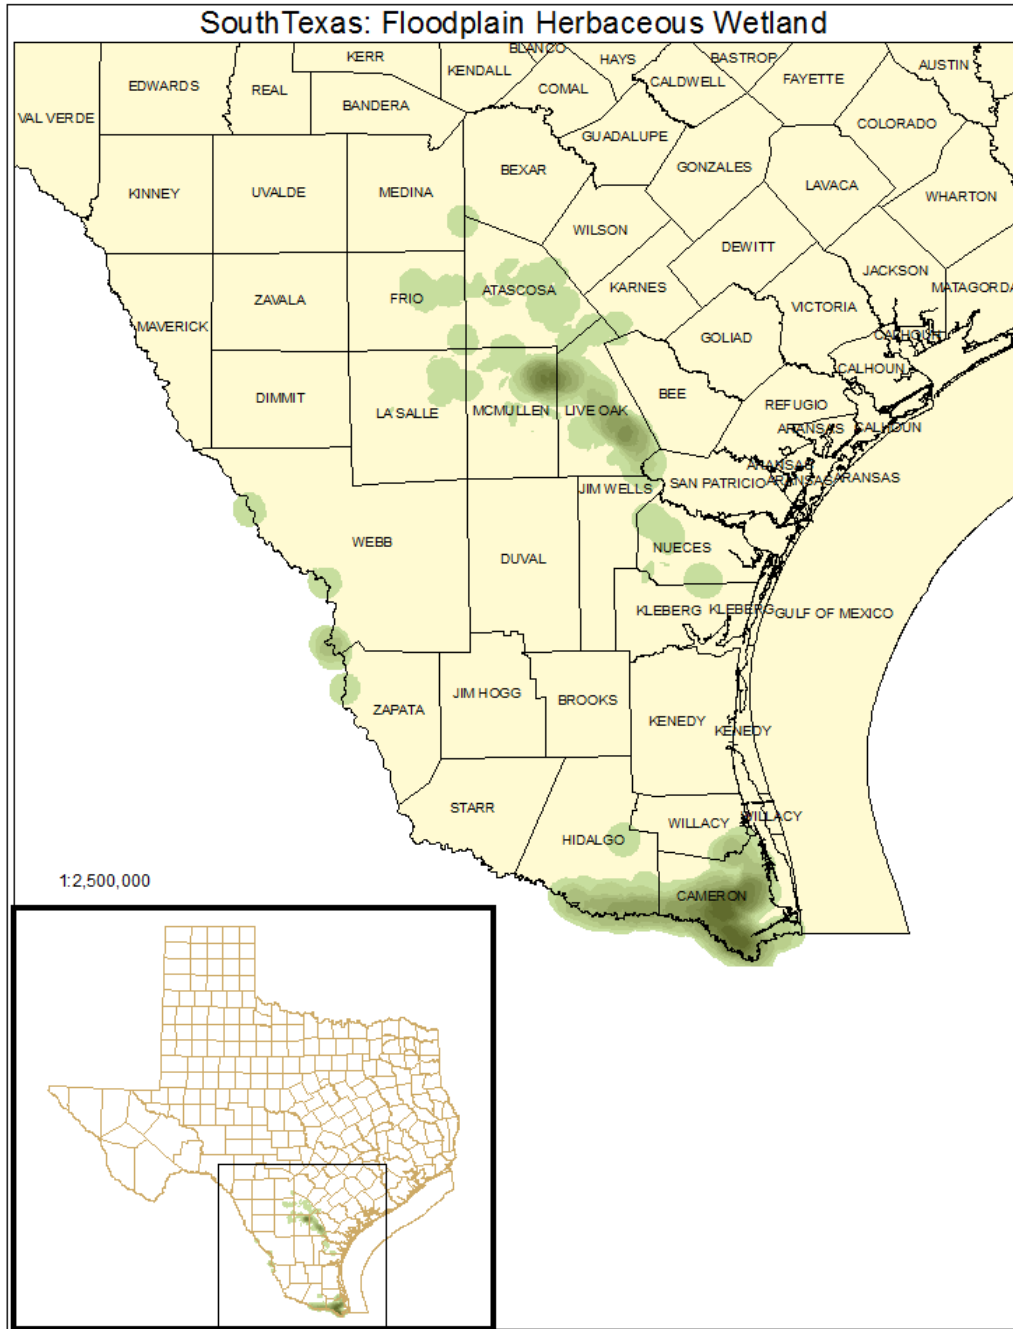 SouthTexas: Floodplain Herbaceous Wetland
BLANCO
KERR
HAYS
BASTROP
AUSTIN
KENDALL
EDWARDS
REAL
COMAL
CALDWELL
FAYETTE
BANDERA
VAL VERDE
COLORADO
GUADALUPE
GONZALES
BEXAR
KINNEY
UVALDE
MEDINA
LAVACA
WHARTON
WILSON
DEWITT
JACKSON
ATASCOSA
KARNES
MATAGORDA
ZAVALA
FRIO
VICTORIA
MAVERICK
GOLIAD
CALHOUN
CALHOUN
DIMMIT
BEE
LA SALLE
MCMULLEN
LIVE OAK
REFUGIO
ARANSAS
CALHOUN
ARANSAS
JIM WELLS
SAN PATRICIO
ARANSAS
ARANSAS
WEBB
NUECES
DUVAL
KLEBERG
KLEBERG
GULF OF MEXICO
JIM HOGG
BROOKS
ZAPATA
KENEDY
KENEDY
STARR
WILLACY
WILLACY
HIDALGO
1:2,500,000
CAMERON